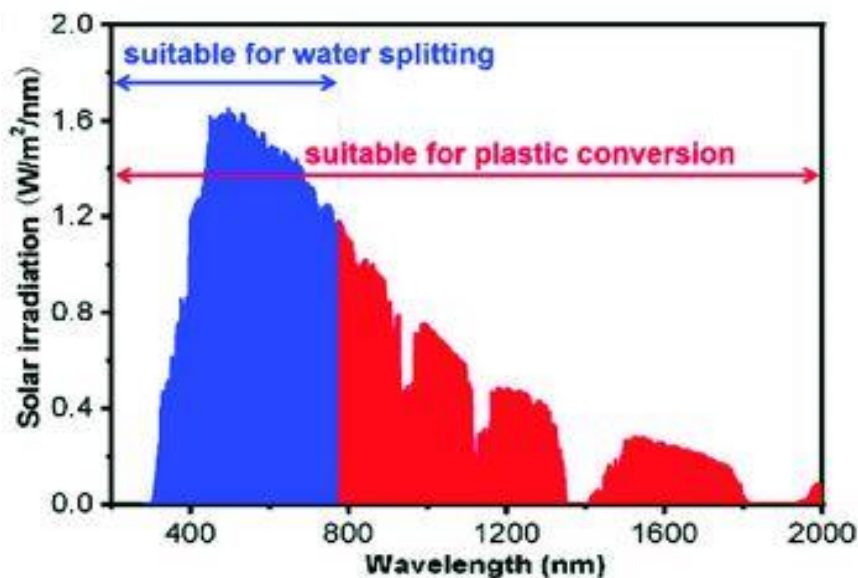 2.0
suitable for water splitting
1.6
suitable for plastic conversion
1.2
0.8
0.4
0.0
Solar irradiation (W/m²/nm)
400 800 1200 1600 2000
Wavelength (nm)